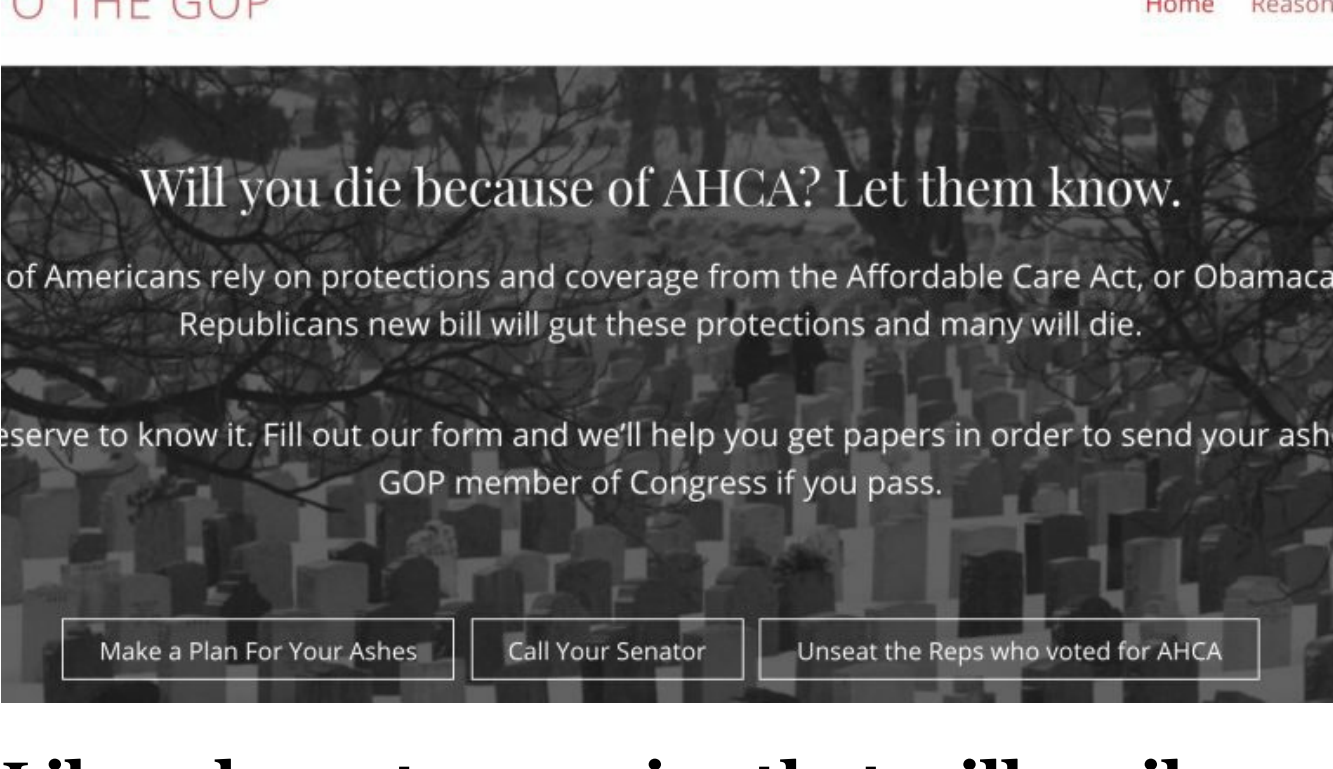 O THE GOP
Home Reason
Will you die because of AHCA? Let them know.
of Americans rely on protections and coverage from the Affordable Care Act, or Obamaca
Republicans new bill will gut these protections and many will die.
eserve to know it. Fill out our form and we'll help you get papers in order to send your ash
GOP member of Congress if you pass.
Make a Plan For Your Ashes
Call Your Senator
Unseat the Reps who voted for AHCA